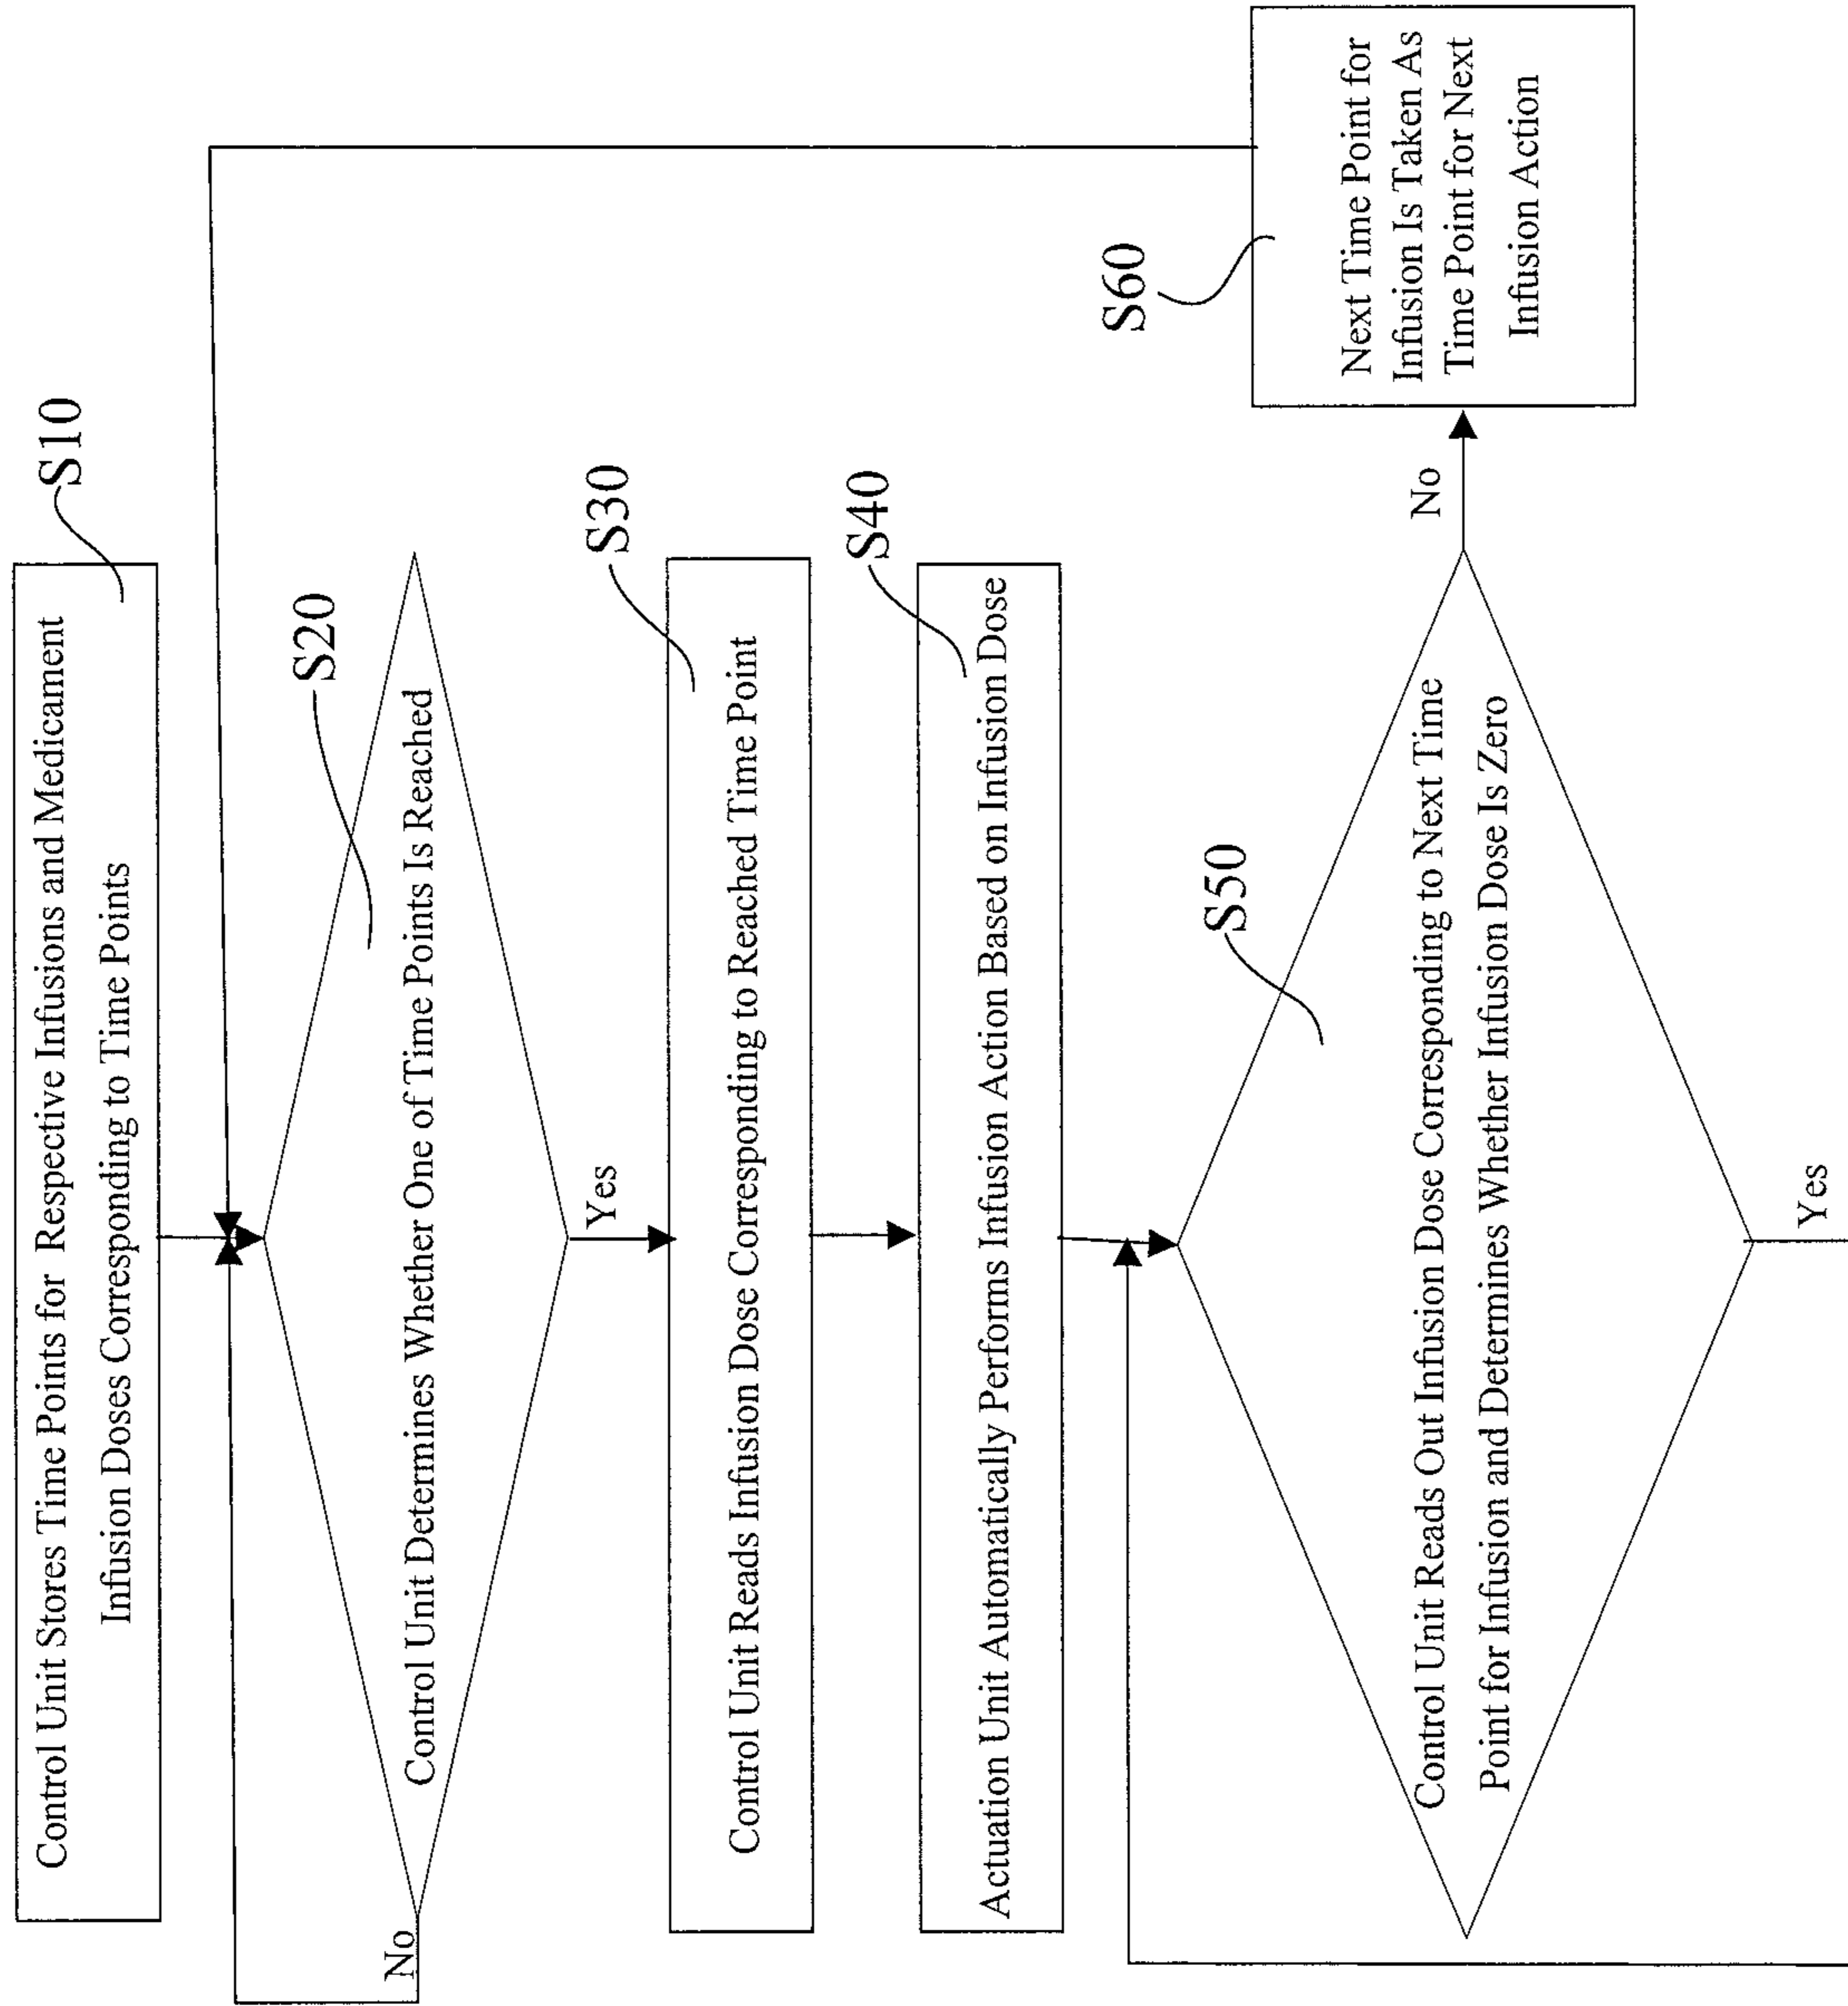 Control Unit Stores Time Points for Respective Infusions and Medicament
Infusion Doses Corresponding to Time Points
S10
S20
Control Unit Determines Whether One of Time Points Is Reached
No
Yes
S30
Control Unit Reads Infusion Dose Corresponding to Reached Time Point
S40
Actuation Unit Automatically Performs Infusion Action Based on Infusion Dose
S50
Control Unit Reads Out Infusion Dose Corresponding to Next Time
Point for Infusion and Determines Whether Infusion Dose Is Zero
No
Yes
S60
Next Time Point for
Infusion Is Taken As
Time Point for Next
Infusion Action